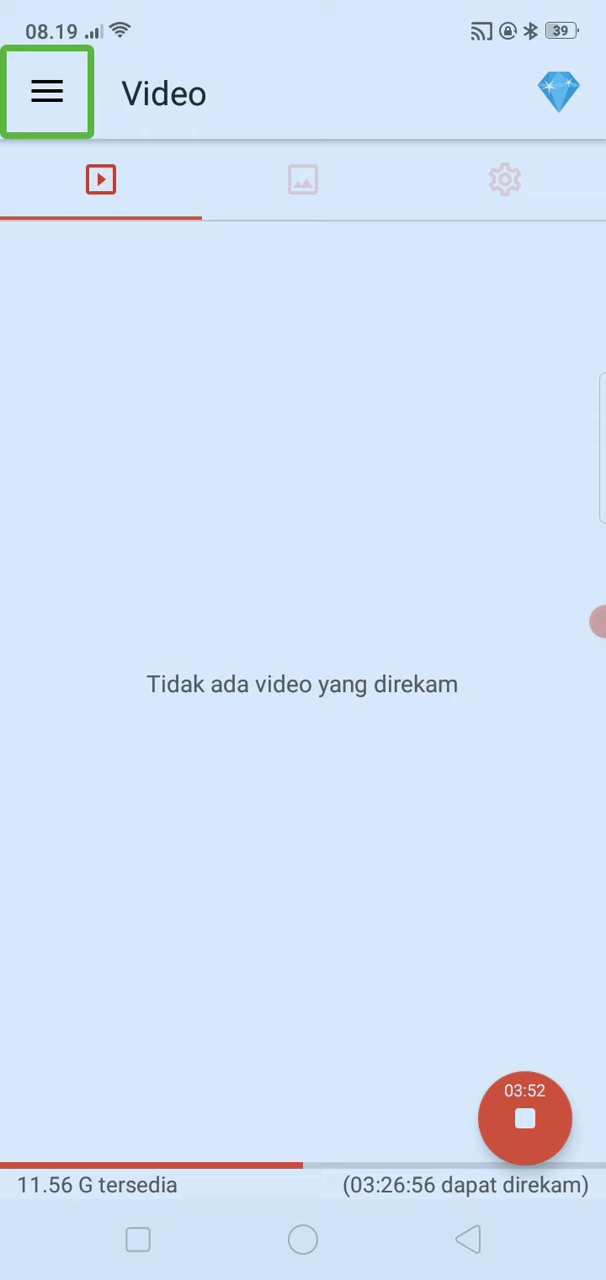 08.19
39
Video
Tidak ada video yang direkam
03:52
11.56 G tersedia
(03:26:56 dapat direkam)